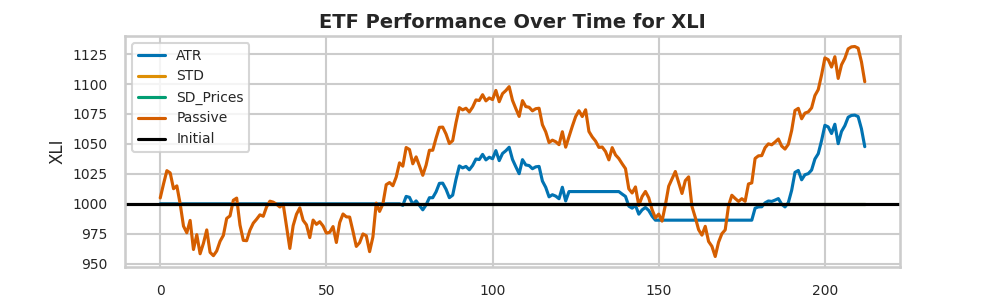 ETF Performance Over Time for XLI
XLI
1125
1100
1075
1050
1025
1000
975
950
ATR
STD
SD_Prices
Passive
Initial
0 50 100 150 200